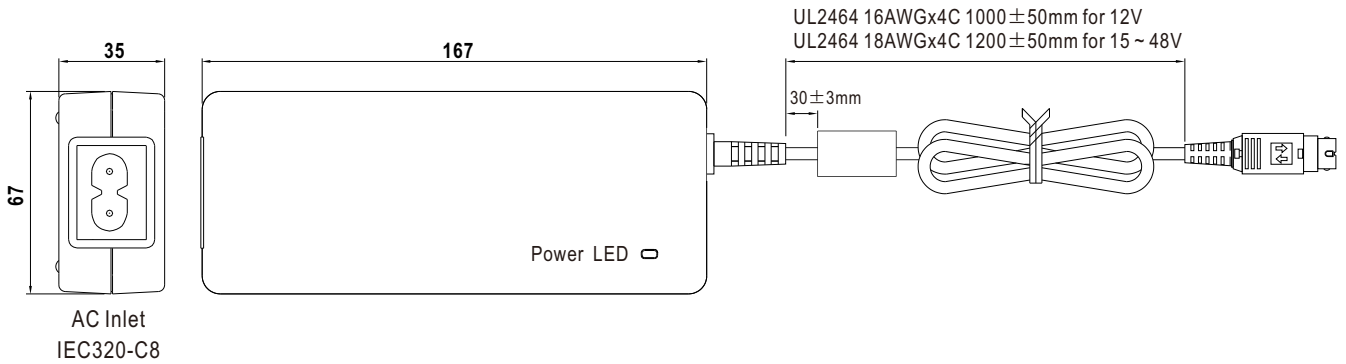 UL2464 16AWGx4C 1000±50mm for 12V
UL2464 18AWGx4C 1200±50mm for 15 ~ 48V
35
167
30±3mm
67
Power LED
AC Inlet
IEC320-C8